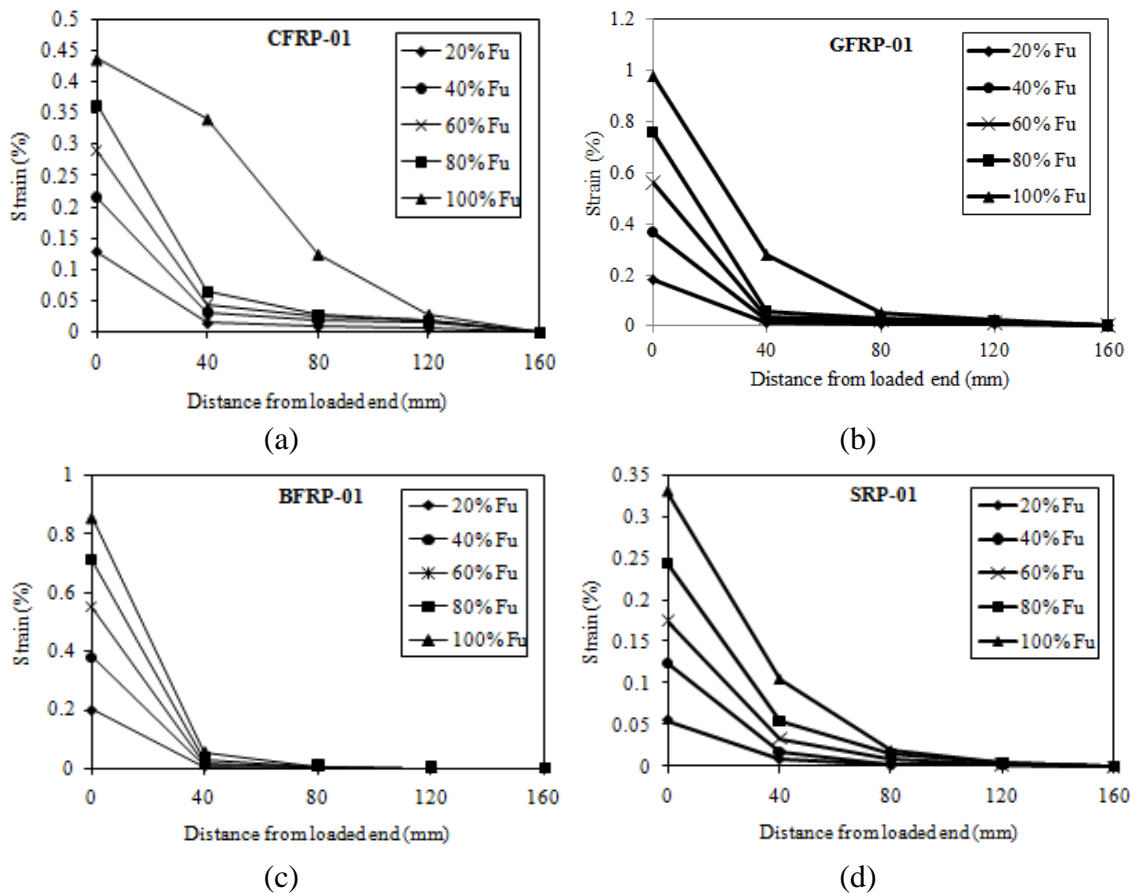 CFRP-01
0.5
0.45
0.4
0.35
0.3
0.25
0.2
0.15
0.1
0.05
0
Strain (%)
20% Fu
40% Fu
60% Fu
80% Fu
100% Fu
0 40 80 120 160
Distance from loaded end (mm)
(a)
GFRP-01
1.2
1
0.8
0.6
0.4
0.2
0
Strain (%)
20% Fu
40% Fu
60% Fu
80% Fu
100% Fu
0 40 80 120 160
Distance from loaded end (mm)
(b)
BFRP-01
1
0.8
0.6
0.4
0.2
0
Strain (%)
20% Fu
40% Fu
60% Fu
80% Fu
100% Fu
0 40 80 120 160
Distance from loaded end (mm)
(c)
SRP-01
0.35
0.3
0.25
0.2
0.15
0.1
0.05
0
Strain (%)
20% Fu
40% Fu
60% Fu
80% Fu
100% Fu
0 40 80 120 160
Distance from loaded end (mm)
(d)